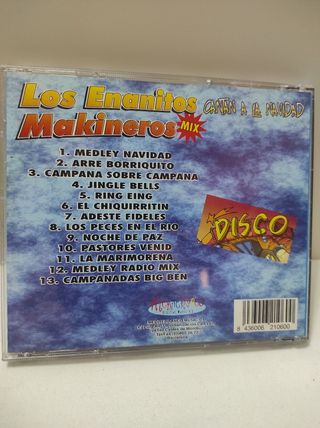 Los Enanitos
Makineros MIX
CANTAN A LA NAVIDAD
1. MEDLEY NAVIDAD
2. ARRE BORRIQUITO
3. CAMPANA SOBRE CAMPANA
4. JINGLE BELLS
5. RING EING
6. EL CHIQUIRRITIN
7. ADESTE FIDELES
8. LOS PECES EN EL RIO
9. NOCHE DE PAZ
10. PASTORES VENID
11. LA MARIMORENA
12. MEDLEY RADIO MIX
13. CAMPANADAS BIG BEN
DISCO
8 436006 210600